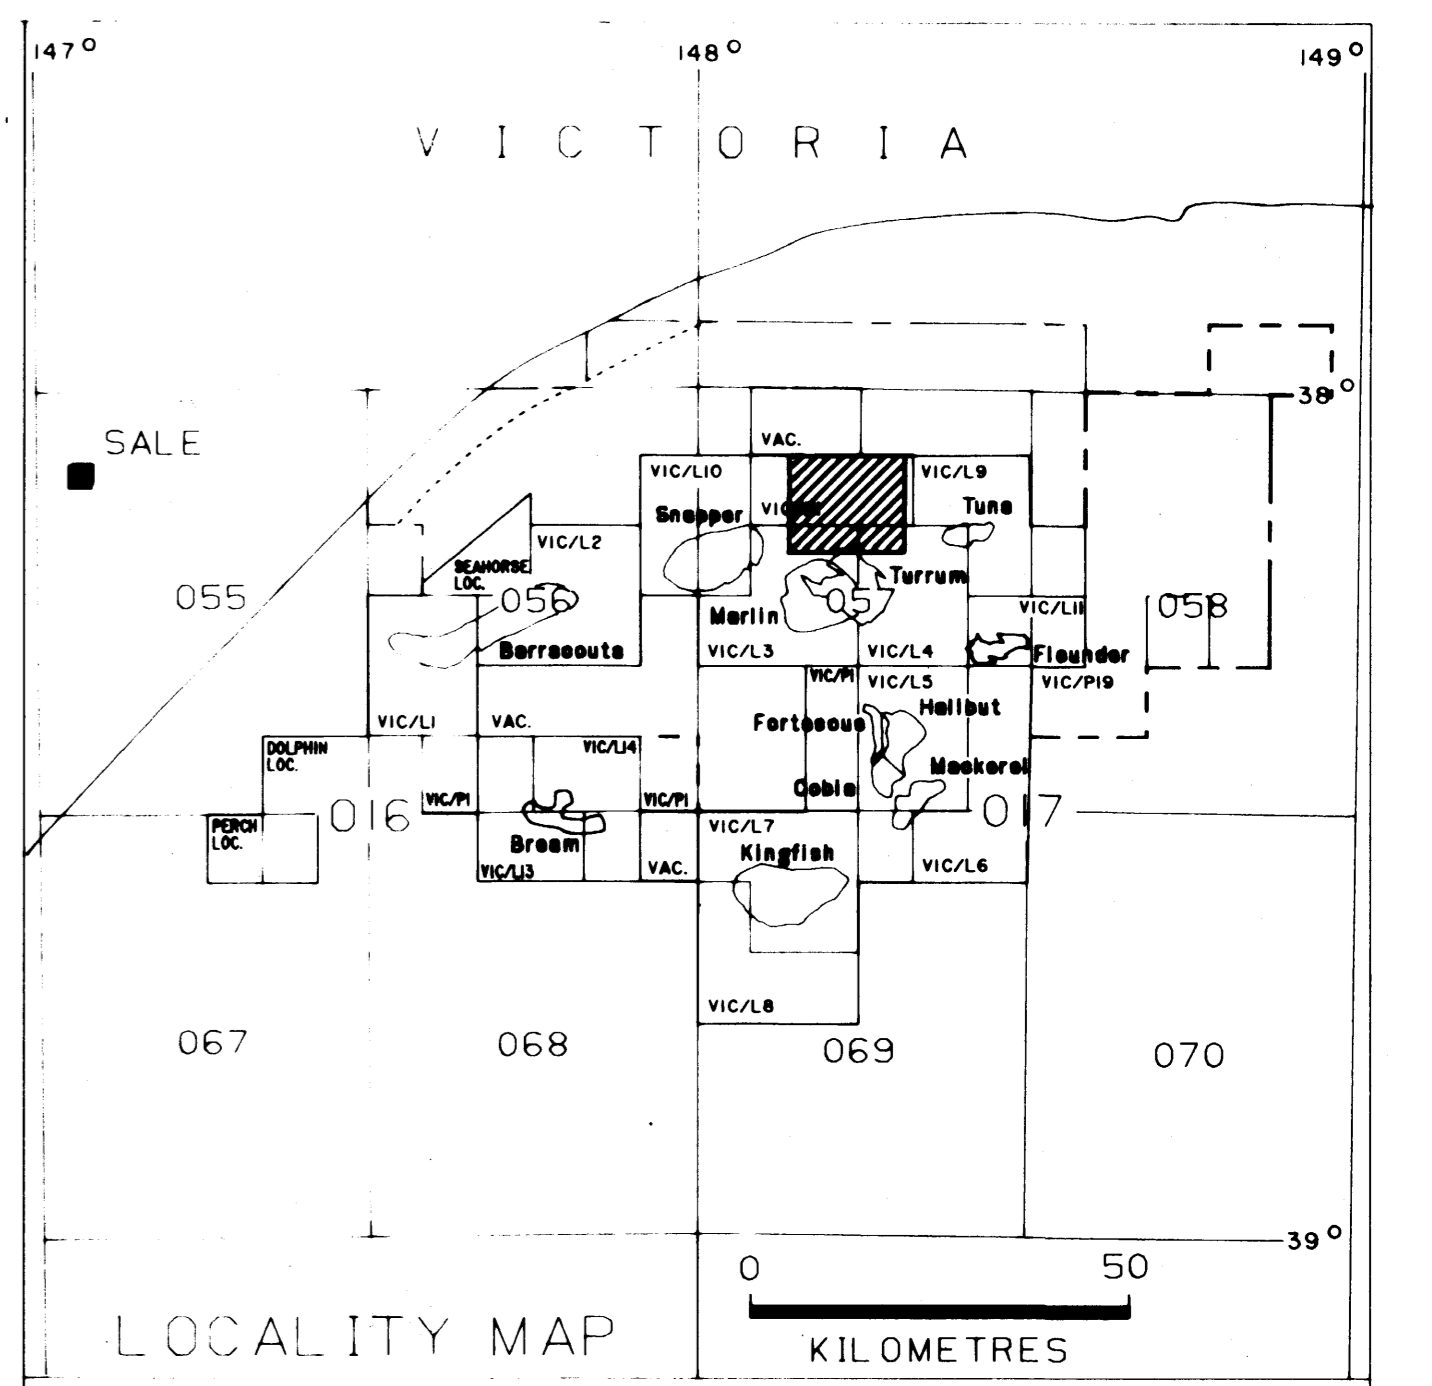 147°
148°
149°
VICTORIA
38°
SALE
VAC.
VIC/L10
VIC/L9
Snapper
Tuna
VIC/L2
SEAHORSE
LOC.
055
056
Turrum
05
058
Marlin
VIC/L11
Barracouta
VIC/L3
VIC/L4
Flounder
VIC/P1
VIC/L5
VIC/P19
Halibut
Fortescue
VIC/L1
VAC.
VIC/L14
DOLPHIN
LOC.
Mackerel
Cobia
VIC/P1
VIC/P1
016
017
PERCH
LOC.
VIC/L7
Bream
Kingfish
VIC/L13
VAC.
VIC/L6
VIC/L8
067
068
069
070
39°
0 50
LOCALITY MAP
KILOMETRES